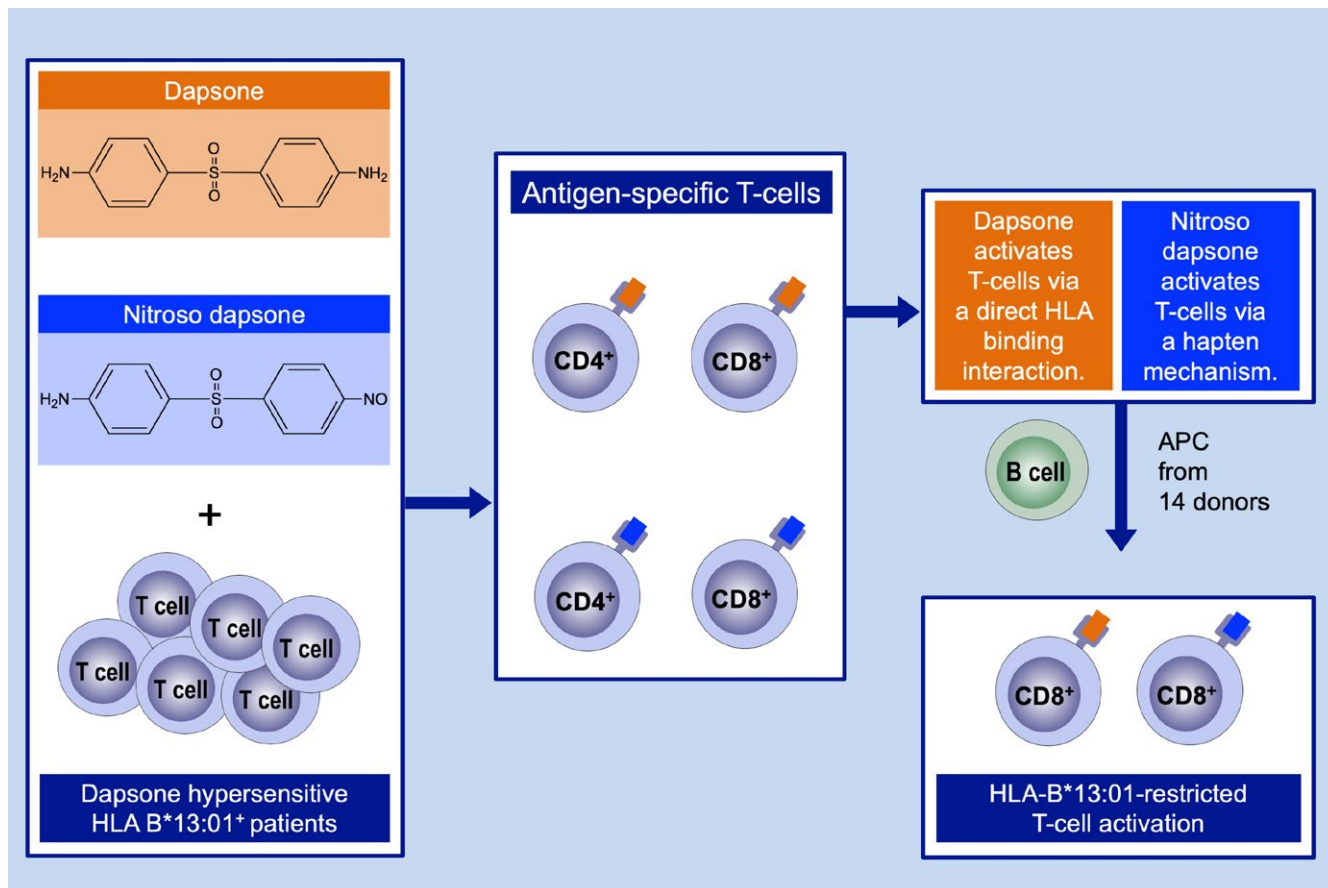 Dapsone
H₂N
O
S
O
NH₂
Nitroso dapsone
H₂N
O
S
O
NO
+
T cell
T cell
T cell
T cell
T cell
T cell
Dapsone hypersensitive
HLA B*13:01⁺ patients
Antigen-specific T-cells
CD4⁺
CD8⁺
CD4⁺
CD8⁺
Dapsone
activates
T-cells via
a direct HLA
binding
interaction.
Nitroso
dapsone
activates
T-cells via
a hapten
mechanism.
B cell
APC
from
14 donors
CD8⁺
CD8⁺
HLA-B*13:01-restricted
T-cell activation